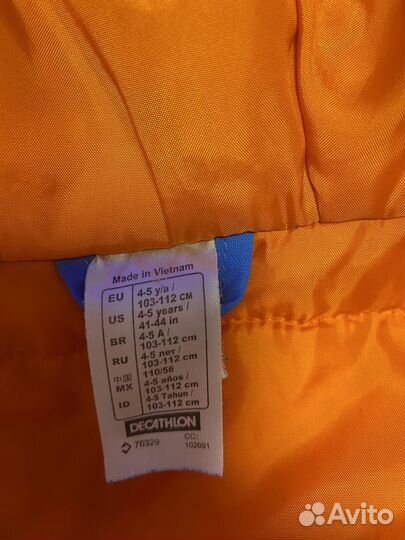 Made in Vietnam
EU 4-5 y/a /
103-112 CM
US 4-5 years /
41-44 in
BR 4-5 A /
103-112 cm
RU 4-5 лет /
103-112 cm
中国 110/56
MX 4-5 años /
103-112 cm
ID 4-5 Tahun /
103-112 cm
DECATHLON
76329 CC:
102691
Avito